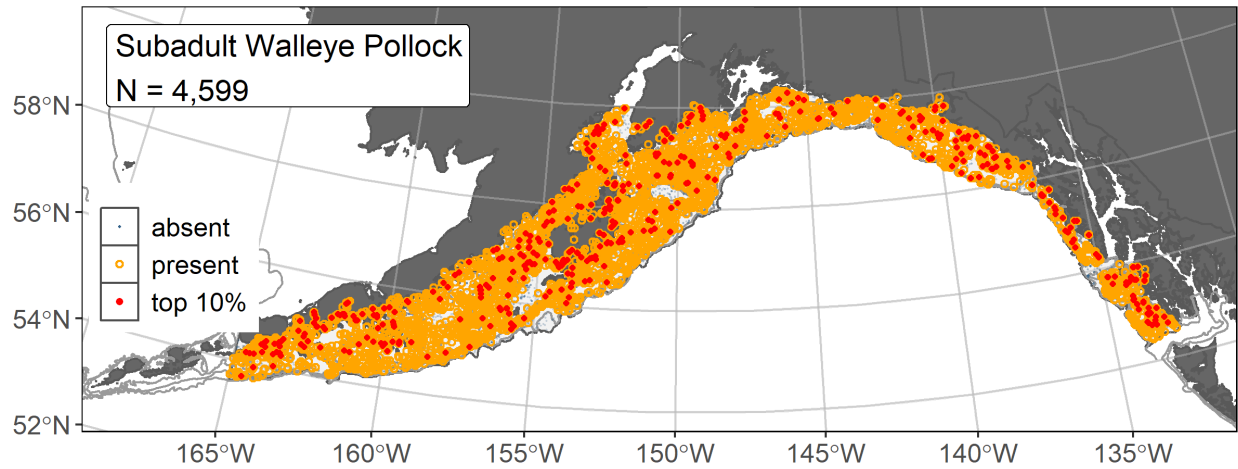 Subadult Walleye Pollock
N = 4,599
58°N
56°N
54°N
52°N
absent
present
top 10%
165°W
160°W
155°W
150°W
145°W
140°W
135°W